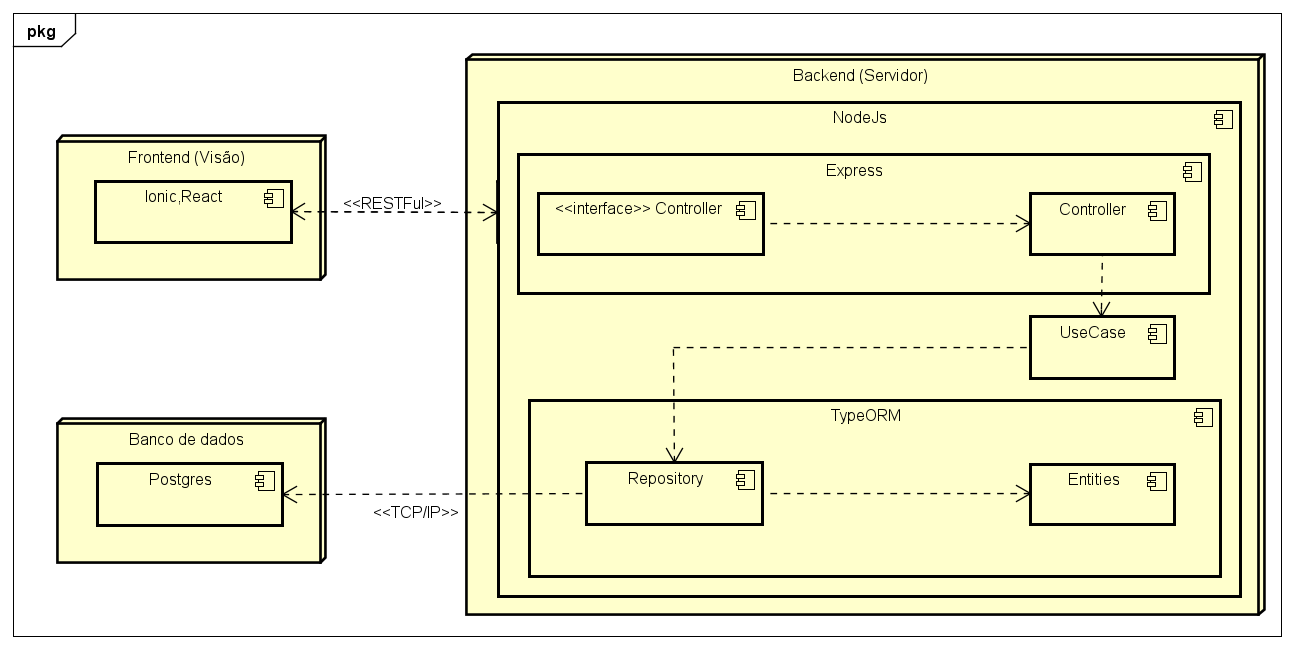 pkg
Backend (Servidor)
NodeJs
Frontend (Visão)
Ionic,React
<<RESTFul>>
Express
<<interface>> Controller
Controller
UseCase
TypeORM
Banco de dados
Postgres
<<TCP/IP>>
Repository
Entities